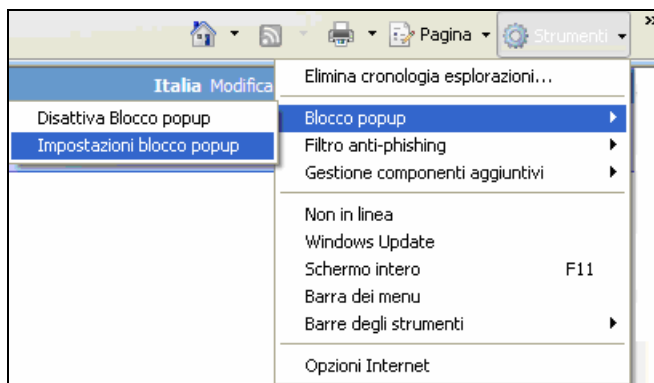 Pagina Strumenti »
Italia Modifica
Elimina cronologia esplorazioni...
Blocco popup
Disattiva Blocco popup
Impostazioni blocco popup
Filtro anti-phishing
Gestione componenti aggiuntivi
Non in linea
Windows Update
Schermo intero F11
Barra dei menu
Barre degli strumenti
Opzioni Internet